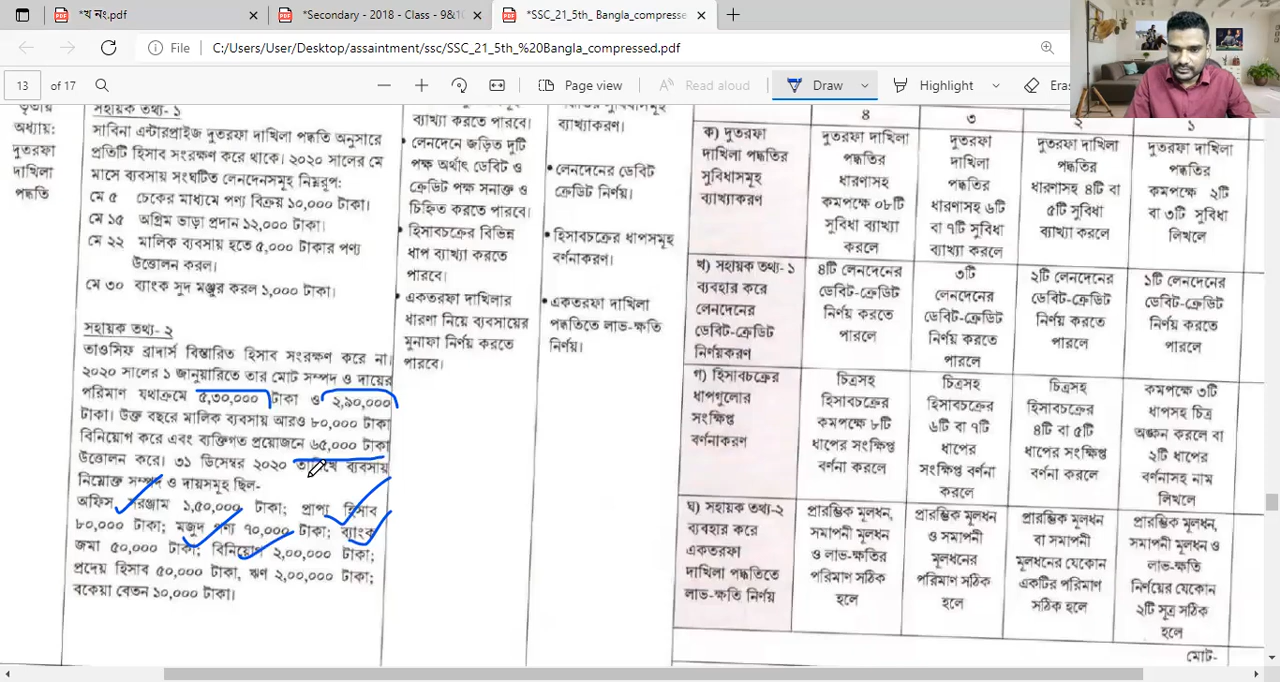 *খ নং.pdf
*Secondary - 2018 - Class - 9&10
*SSC_21_5th_ Bangla_compresse
File
C:/Users/User/Desktop/assaintment/ssc/SSC_21_5th_%20Bangla_compressed.pdf
13 of 17
Page view
Read aloud
Draw
Highlight
Era
অধ্যায়:
দুতরফা
দাখিলা
পদ্ধতি
সহায়ক তথ্য-১
সাবিনা এন্টারপ্রাইজ দুতরফা দাখিলা পদ্ধতি অনুসারে
প্রতিটি হিসাব সংরক্ষণ করে থাকে। ২০২০ সালের মে
মাসে ব্যবসায় সংঘটিত লেনদেনসমূহ নিম্নরূপ:
মে ৫ চেকের মাধ্যমে পণ্য বিক্রয় ১০,০০০ টাকা।
মে ১৫ অগ্রিম ভাড়া প্রদান ১২,০০০ টাকা।
মে ২২ মালিক ব্যবসায় হতে ৫,০০০ টাকার পণ্য
উত্তোলন করল।
মে ৩০ ব্যাংক সুদ মঞ্জুর করল ১,০০০ টাকা।
সহায়ক তথ্য- ২
তাওসিফ ব্রাদার্স বিস্তারিত হিসাব সংরক্ষণ করে না।
২০২০ সালের ১ জানুয়ারিতে তার মোট সম্পদ ও দায়ের
পরিমাণ যথাক্রমে ৫,৩০,০০০ টাকা ও ২,৯০,০০০
টাকা। উক্ত বছরে মালিক ব্যবসায় আরও ৮০,০০০ টাকা
বিনিয়োগ করে এবং ব্যক্তিগত প্রয়োজনে ৬৫,০০০ টাকা
উত্তোলন করে। ৩১ ডিসেম্বর ২০২০ তারিখে ব্যবসায়
নিম্নোক্ত সম্পদ ও দায়সমূহ ছিল-
অফিস সরঞ্জাম ১,৫০,০০০ টাকা; প্রাপ্য হিসাব
৮০,০০০ টাকা; মজুদ পণ্য ৭০,০০০ টাকা; ব্যাংক
জমা ৫০,০০০ টাকা; বিনিয়োগ ২,০০,০০০ টাকা;
প্রদেয় হিসাব ৫০,০০০ টাকা, ঋণ ২,০০,০০০ টাকা;
বকেয়া বেতন ১০,০০০ টাকা।
ব্যাখ্যা করতে পারবে।
লেনদেনে জড়িত দুটি
পক্ষ অর্থাৎ ডেবিট ও
ক্রেডিট পক্ষ সনাক্ত ও
চিহ্নিত করতে পারবে।
হিসাবচক্রের বিভিন্ন
ধাপ ব্যাখ্যা করতে
পারবে।
একতরফা দাখিলার
ধারণা নিয়ে ব্যবসায়ের
মুনাফা নির্ণয় করতে
পারবে।
ব্যাখ্যাকরণ।
লেনদেনের ডেবিট
ক্রেডিট নির্ণয়।
হিসাবচক্রের ধাপসমূহ
বর্ণনাকরণ।
একতরফা দাখিলা
পদ্ধতিতে লাভ-ক্ষতি
নির্ণয়।
৪ ৩ ২ ১
ক) দুতরফা
দাখিলা পদ্ধতির
সুবিধাসমূহ
ব্যাখ্যাকরণ
দুতরফা দাখিলা
পদ্ধতির
ধারণাসহ
কমপক্ষে ০৮টি
সুবিধা ব্যাখ্যা
করলে
দুতরফা
দাখিলা
পদ্ধতির
ধারণাসহ ৬টি
বা ৭টি সুবিধা
ব্যাখ্যা করলে
দুতরফা দাখিলা
পদ্ধতির
ধারণাসহ ৪টি বা
৫টি সুবিধা
ব্যাখ্যা করলে
দুতরফা দাখিলা
পদ্ধতির
কমপক্ষে ২টি
বা ৩টি সুবিধা
লিখলে
খ) সহায়ক তথ্য-১
ব্যবহার করে
লেনদেনের
ডেবিট-ক্রেডিট
নির্ণয়করণ
৪টি লেনদেনের
ডেবিট-ক্রেডিট
নির্ণয় করতে
পারলে
৩টি
লেনদেনের
ডেবিট-ক্রেডিট
নির্ণয় করতে
পারলে
২টি লেনদেনের
ডেবিট-ক্রেডিট
নির্ণয় করতে
পারলে
১টি লেনদেনের
ডেবিট-ক্রেডিট
নির্ণয় করতে
পারলে
গ) হিসাবচক্রের
ধাপগুলোর
সংক্ষিপ্ত
বর্ণনাকরণ
চিত্রসহ
হিসাবচক্রের
কমপক্ষে ৮টি
ধাপের সংক্ষিপ্ত
বর্ণনা করলে
চিত্রসহ
হিসাবচক্রের
৬টি বা ৭টি
ধাপের
সংক্ষিপ্ত বর্ণনা
করলে
চিত্রসহ
হিসাবচক্রের
৪টি বা ৫টি
ধাপের সংক্ষিপ্ত
বর্ণনা করলে
কমপক্ষে ৩টি
ধাপসহ চিত্র
অঙ্কন করলে বা
২টি ধাপের
বর্ণনাসহ নাম
লিখলে
ঘ) সহায়ক তথ্য-২
ব্যবহার করে
একতরফা
দাখিলা পদ্ধতিতে
লাভ-ক্ষতি নির্ণয়
প্রারম্ভিক মূলধন,
সমাপনী মূলধন
ও লাভ-ক্ষতির
পরিমাণ সঠিক
হলে
প্রারম্ভিক মূলধন
ও সমাপনী
মূলধনের
পরিমাণ সঠিক
হলে
প্রারম্ভিক মূলধন
বা সমাপনী
মূলধনের যেকোন
একটির পরিমাণ
সঠিক হলে
প্রারম্ভিক মূলধন,
সমাপনী মূলধন ও
লাভ-ক্ষতি
নির্ণয়ের যেকোন
২টি সূত্র সঠিক
হলে
মোট-